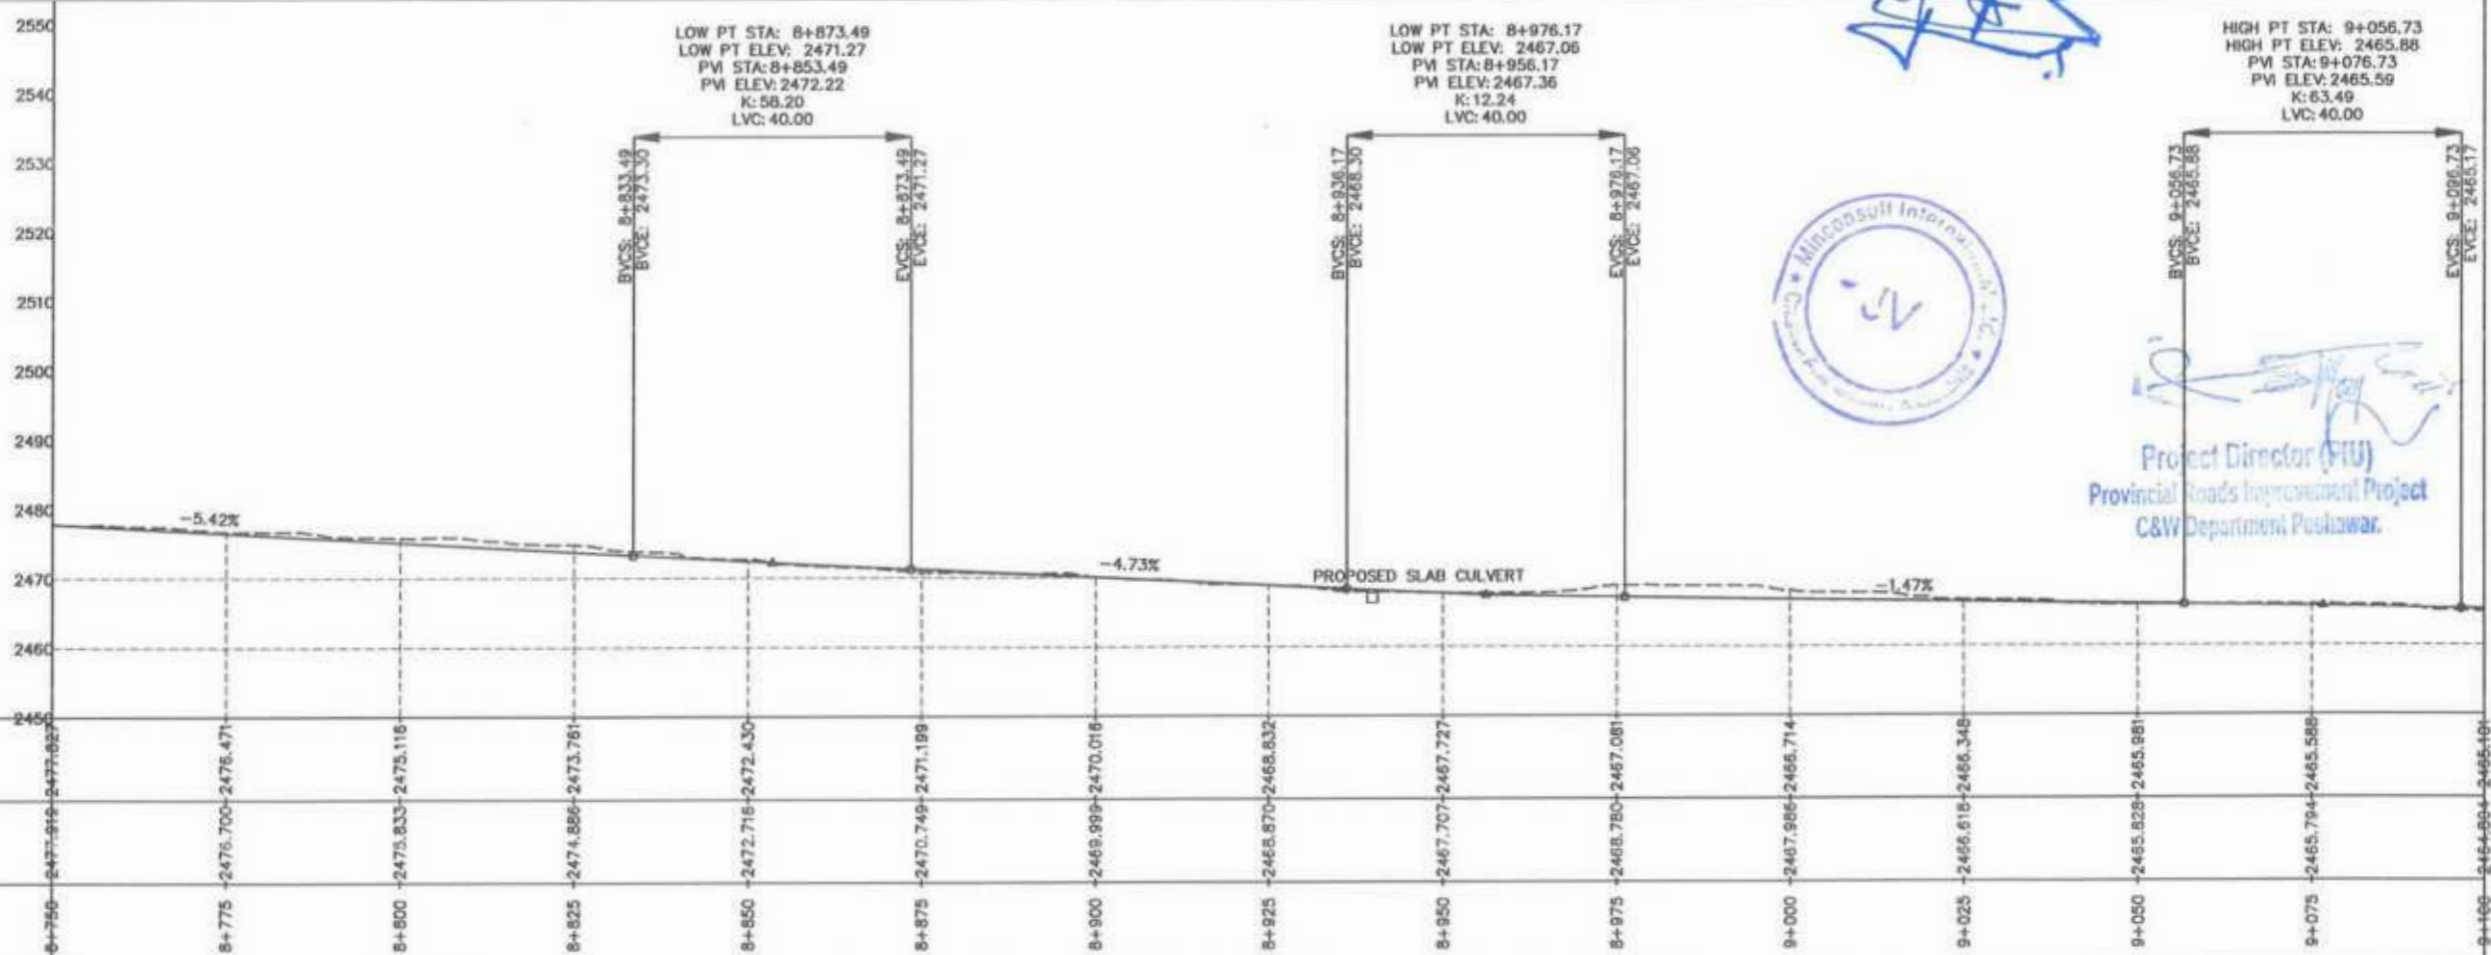 2550
2540
2530
2520
2510
2500
2490
2480
2470
2460
2450
LOW PT STA: 8+873.49
LOW PT ELEV: 2471.27
PVI STA:8+853.49
PVI ELEV:2472.22
K:58.20
LVC:40.00
BVCS: 8+833.49
BVCE: 2473.30
EVCS: 8+873.49
EVCE: 2471.27
LOW PT STA: 8+976.17
LOW PT ELEV: 2467.06
PVI STA:8+956.17
PVI ELEV:2467.36
K:12.24
LVC:40.00
BVCS: 8+936.17
BVCE: 2468.30
EVCS: 8+976.17
EVCE: 2467.06
HIGH PT STA: 9+056.73
HIGH PT ELEV: 2465.88
PVI STA:9+076.73
PVI ELEV:2465.59
K:63.49
LVC:40.00
BVCS: 9+056.73
BVCE: 2465.88
EVCS: 9+096.73
EVCE: 2465.17
Minconsult
Project Director (PIU)
Provincial Roads Improvement Project
C&W Department Peshawar.
-5.42%
-4.73%
PROPOSED SLAB CULVERT
-1.47%
2477.827 2476.471 2475.116 2473.761 2472.430 2471.199 2470.016 2468.832 2467.727 2467.081 2466.714 2466.348 2465.981 2465.588 2465.101
2477.919 2476.700 2475.833 2474.886 2472.716 2470.749 2469.999 2468.870 2467.707 2468.780 2467.986 2466.618 2465.828 2465.794 2464.894
8+750 8+775 8+800 8+825 8+850 8+875 8+900 8+925 8+950 8+975 9+000 9+025 9+050 9+075 9+100